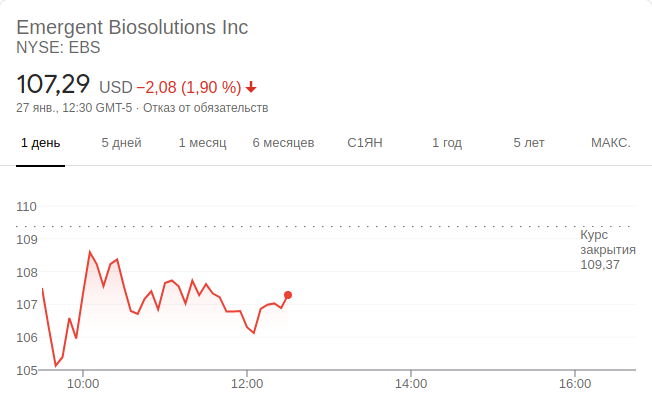 Emergent Biosolutions Inc
NYSE: EBS
107,29 USD −2,08 (1,90 %)
27 янв., 12:30 GMT-5 · Отказ от обязательств
1 день 5 дней 1 месяц 6 месяцев С1ЯН 1 год 5 лет МАКС.
110
109
108
107
106
105
Курс
закрытия
109,37
10:00 12:00 14:00 16:00